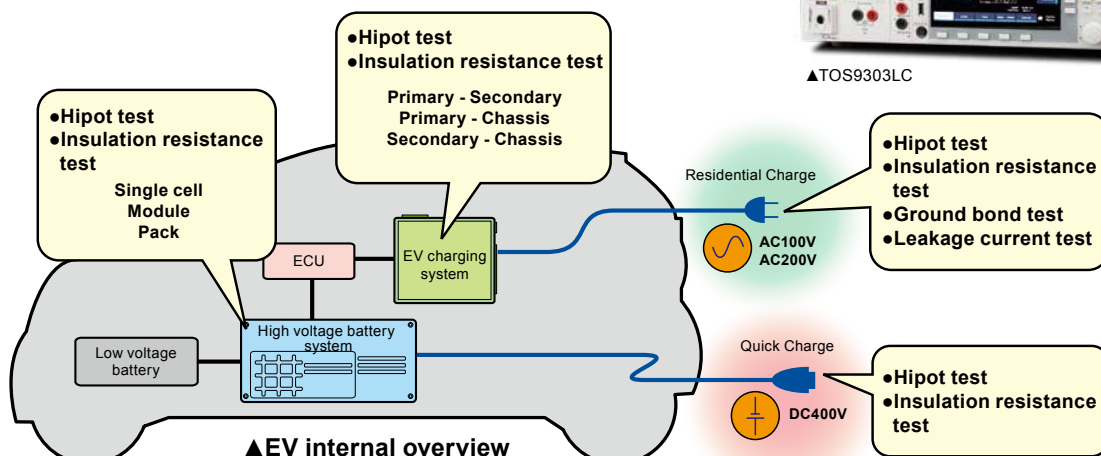 ▲TOS9303LC
●Hipot test
●Insulation resistance test
Primary - Secondary
Primary - Chassis
Secondary - Chassis
●Hipot test
●Insulation resistance
test
Single cell
Module
Pack
●Hipot test
●Insulation resistance
test
●Ground bond test
●Leakage current test
Residential Charge
AC100V
AC200V
ECU
EV charging
system
High voltage battery
system
Low voltage
battery
Quick Charge
DC400V
●Hipot test
●Insulation resistance
test
▲EV internal overview